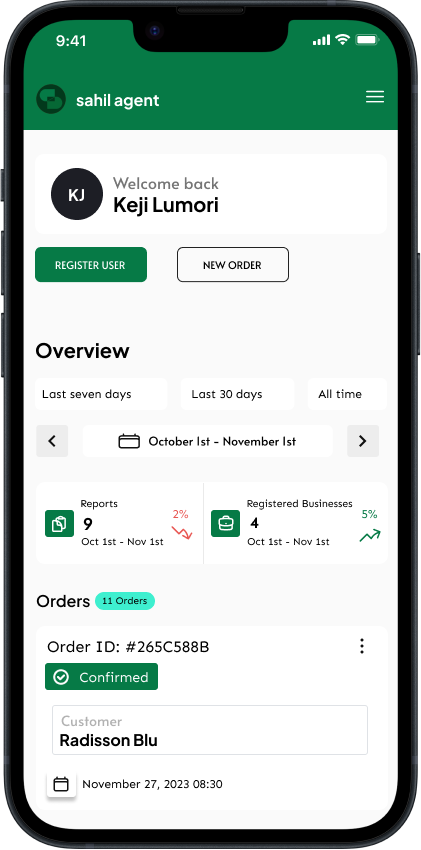 9:41
sahil agent
KJ
Welcome back
Keji Lumori
REGISTER USER
NEW ORDER
Overview
Last seven days
Last 30 days
All time
October 1st - November 1st
Reports
9
2%
Oct 1st - Nov 1st
Registered Businesses
4
5%
Oct 1st - Nov 1st
Orders
11 Orders
Order ID: #265C588B
Confirmed
Customer
Radisson Blu
November 27, 2023 08:30